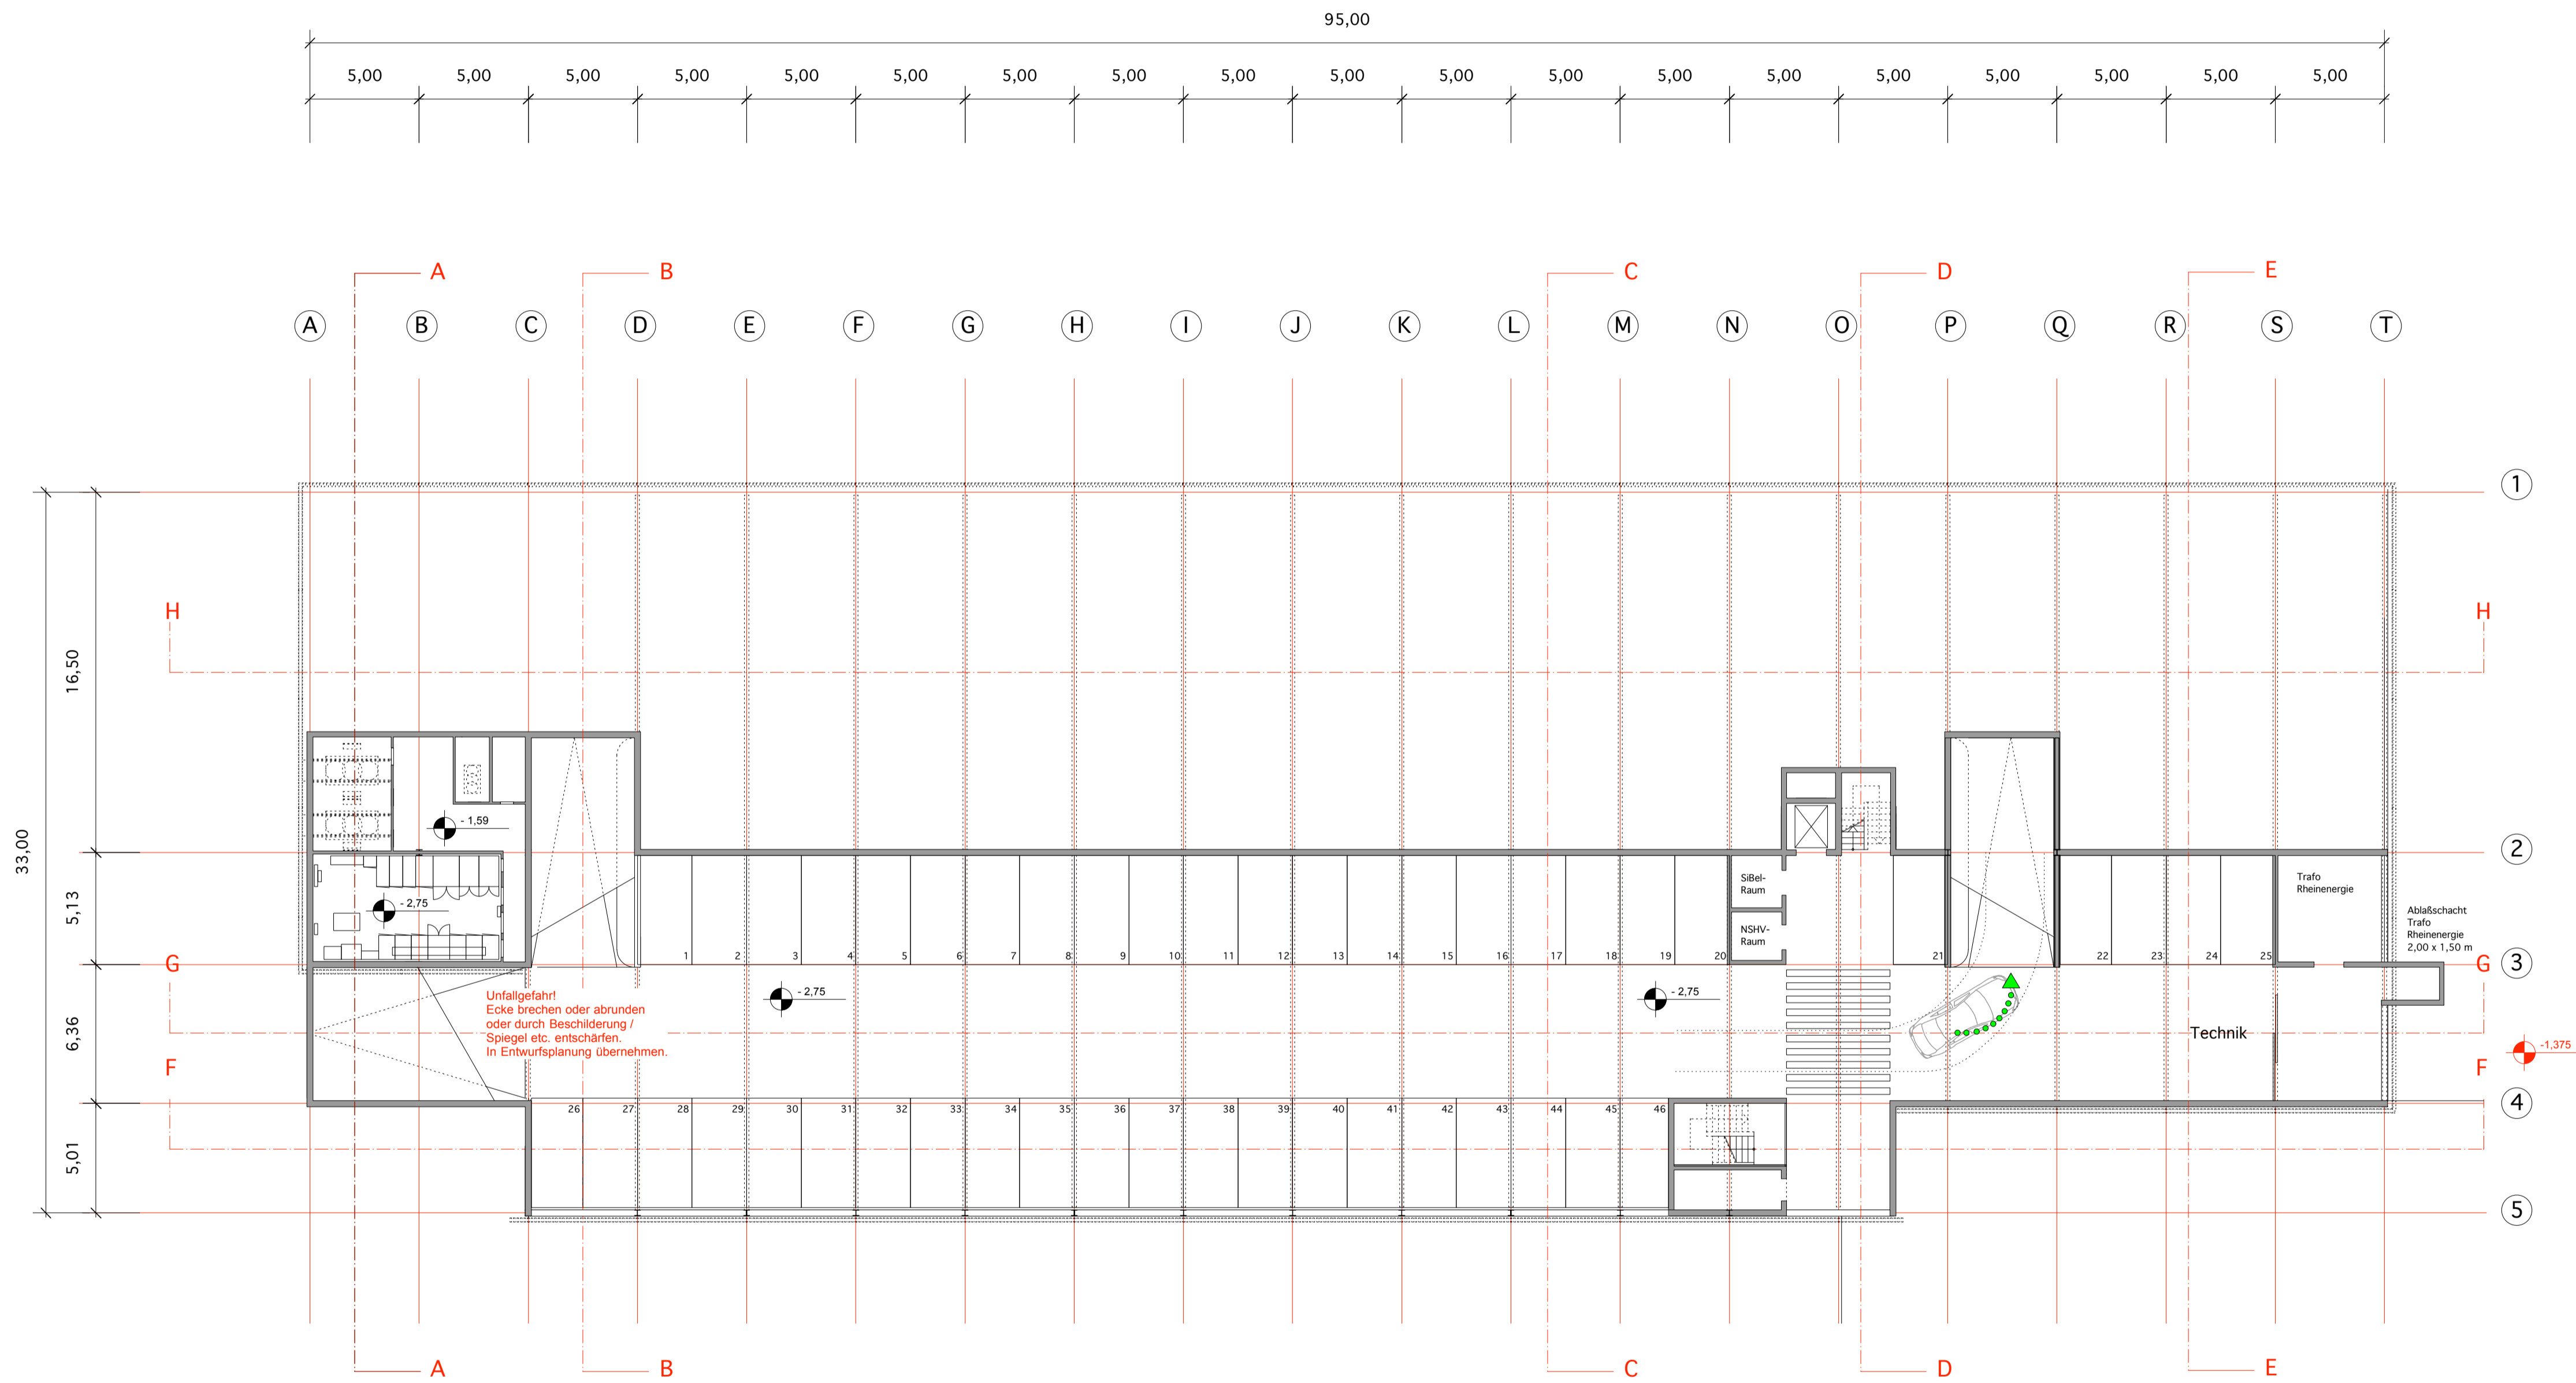 95,00
5,00 5,00 5,00 5,00 5,00 5,00 5,00 5,00 5,00 5,00 5,00 5,00 5,00 5,00 5,00 5,00 5,00 5,00 5,00
A B C D E
A B C D E F G H I J K L M N O P Q R S T
1
H H
16,50
33,00
- 1,59
2
SiBel-
Raum
Trafo
Rheinenergie
- 2,75
5,13
Ablaßschacht
Trafo
Rheinenergie
2,00 x 1,50 m
NSHV-
Raum
1 2 3 4 5 6 7 8 9 10 11 12 13 14 15 16 17 18 19 20 21 22 23 24 25
G G
3
Unfallgefahr!
Ecke brechen oder abrunden
oder durch Beschilderung /
Spiegel etc. entschärfen.
In Entwurfsplanung übernehmen.
- 2,75 - 2,75
6,36
Technik
-1,375
F F
4
26 27 28 29 30 31 32 33 34 35 36 37 38 39 40 41 42 43 44 45 46
5,01
5
A B C D E